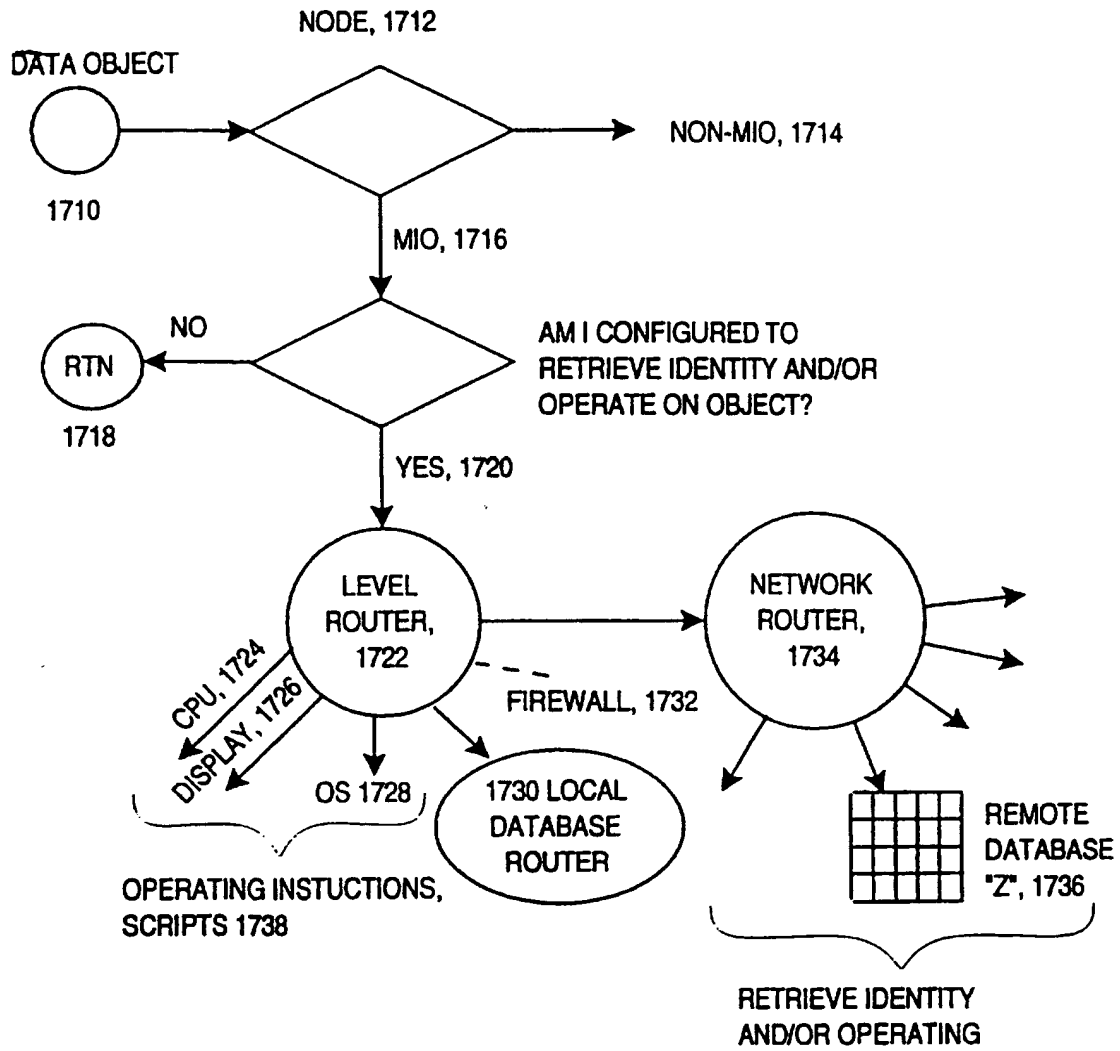 NODE, 1712
DATA OBJECT
NON-MIO, 1714
1710
MIO, 1716
NO
RTN
1718
AM I CONFIGURED TO
RETRIEVE IDENTITY AND/OR
OPERATE ON OBJECT?
YES, 1720
LEVEL
ROUTER,
1722
NETWORK
ROUTER,
1734
CPU, 1724
DISPLAY, 1726
OS 1728
FIREWALL, 1732
1730 LOCAL
DATABASE
ROUTER
REMOTE
DATABASE
"Z", 1736
OPERATING INSTUCTIONS,
SCRIPTS 1738
RETRIEVE IDENTITY
AND/OR OPERATING